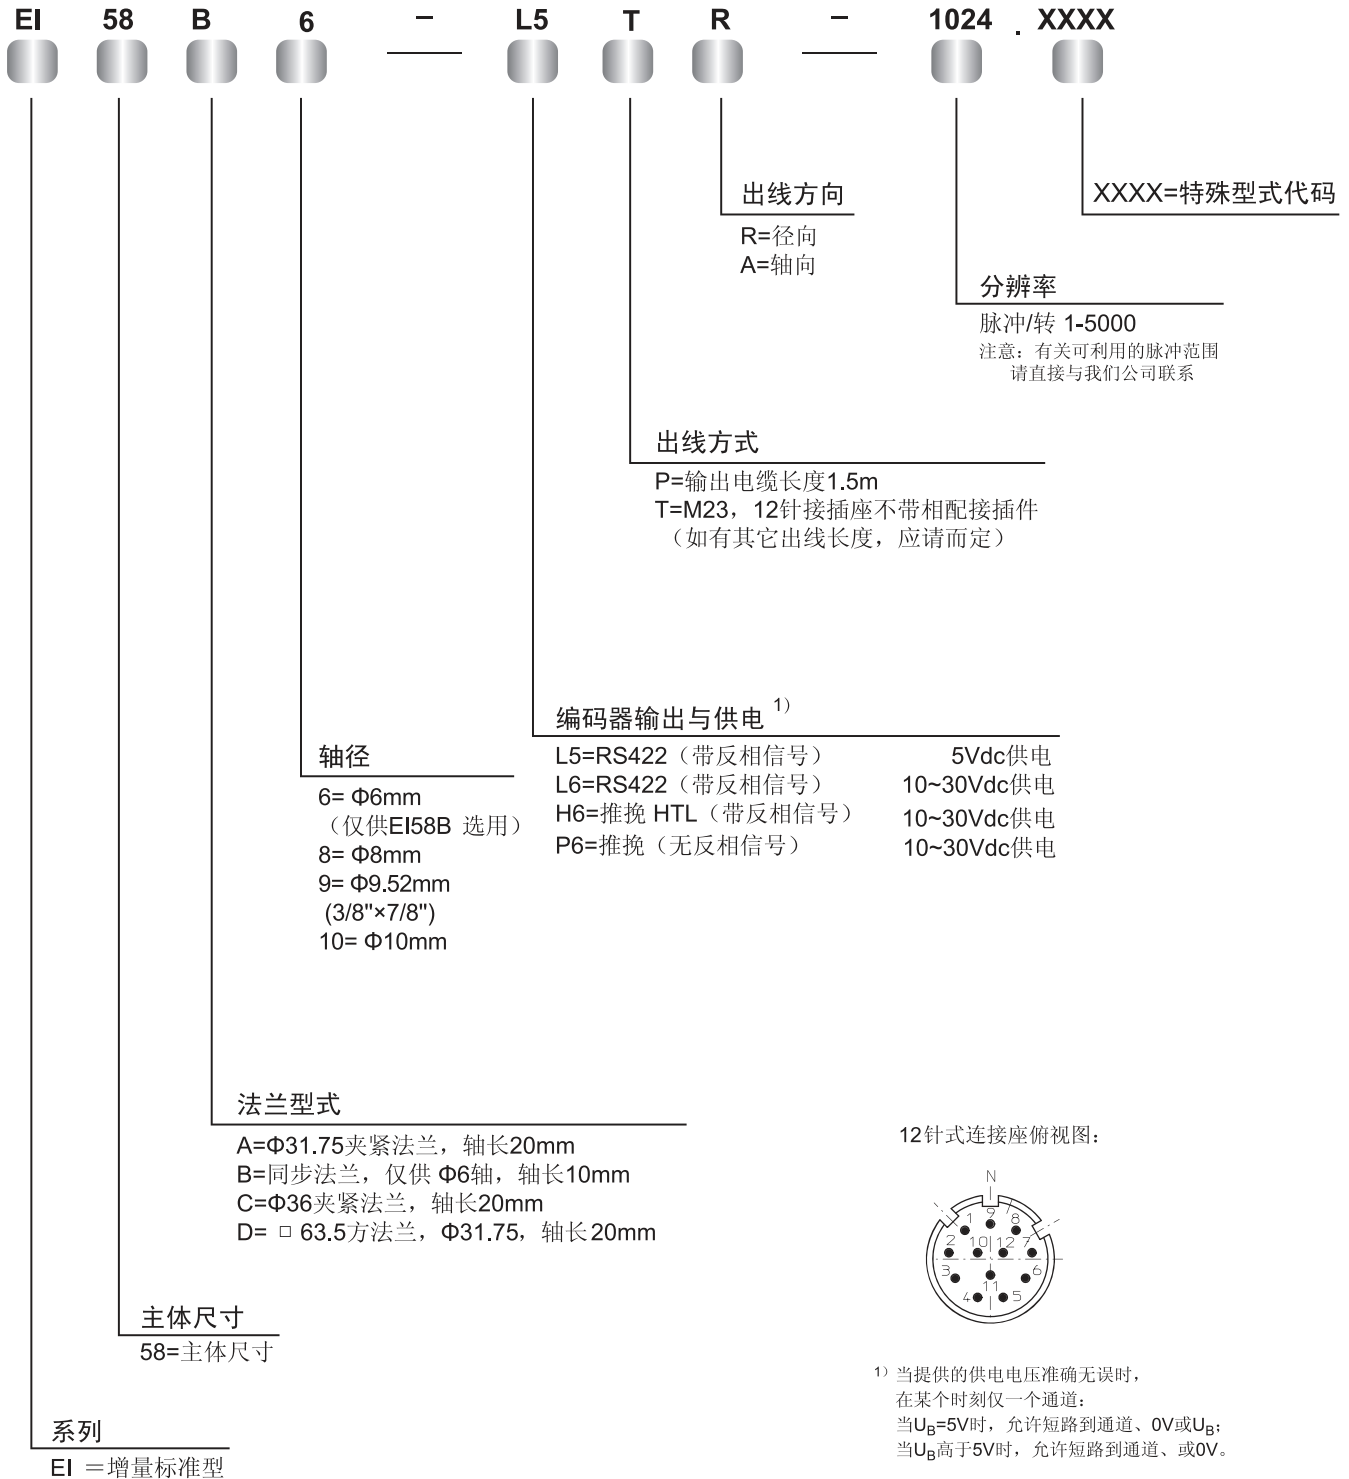 EI 58 B 6 － L5 T R － 1024 . XXXX
出线方向
R=径向
A=轴向
XXXX=特殊型式代码
分辨率
脉冲/转 1-5000
注意：有关可利用的脉冲范围
请直接与我们公司联系
出线方式
P=输出电缆长度1.5m
T=M23，12针接插座不带相配接插件
（如有其它出线长度，应请而定）
编码器输出与供电 1）
L5=RS422（带反相信号） 5Vdc供电
L6=RS422（带反相信号） 10~30Vdc供电
H6=推挽 HTL（带反相信号） 10~30Vdc供电
P6=推挽（无反相信号） 10~30Vdc供电
轴径
6= Φ6mm
（仅供EI58B 选用）
8= Φ8mm
9= Φ9.52mm
(3/8"×7/8")
10= Φ10mm
法兰型式
A=Φ31.75夹紧法兰，轴长20mm
B=同步法兰，仅供 Φ6轴，轴长10mm
C=Φ36夹紧法兰，轴长20mm
D= □ 63.5方法兰，Φ31.75，轴长20mm
12针式连接座俯视图：
N
1 9 8
2 10 12 7
3 11 6
4 5
主体尺寸
58=主体尺寸
1）当提供的供电电压准确无误时，
在某个时刻仅一个通道：
当UB=5V时，允许短路到通道、0V或UB；
当UB高于5V时，允许短路到通道、或0V。
系列
EI ＝增量标准型